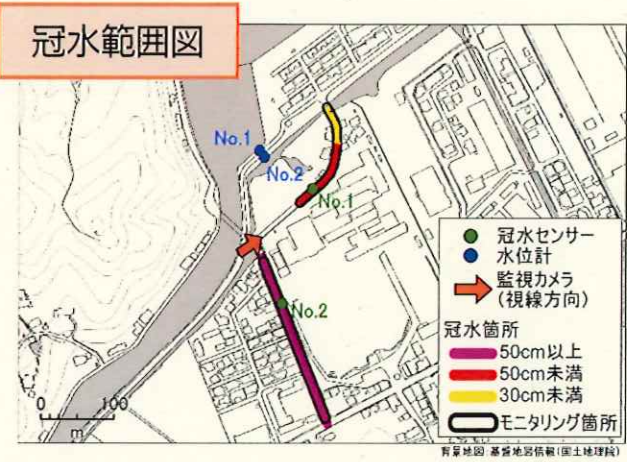 冠水範囲図
No.1
No.2
No.1
No.2
冠水センサー
水位計
監視カメラ
(視線方向)
冠水箇所
50cm以上
50cm未満
30cm未満
モニタリング箇所
0 100
m
背景地図:基盤地図情報(国土地理院)